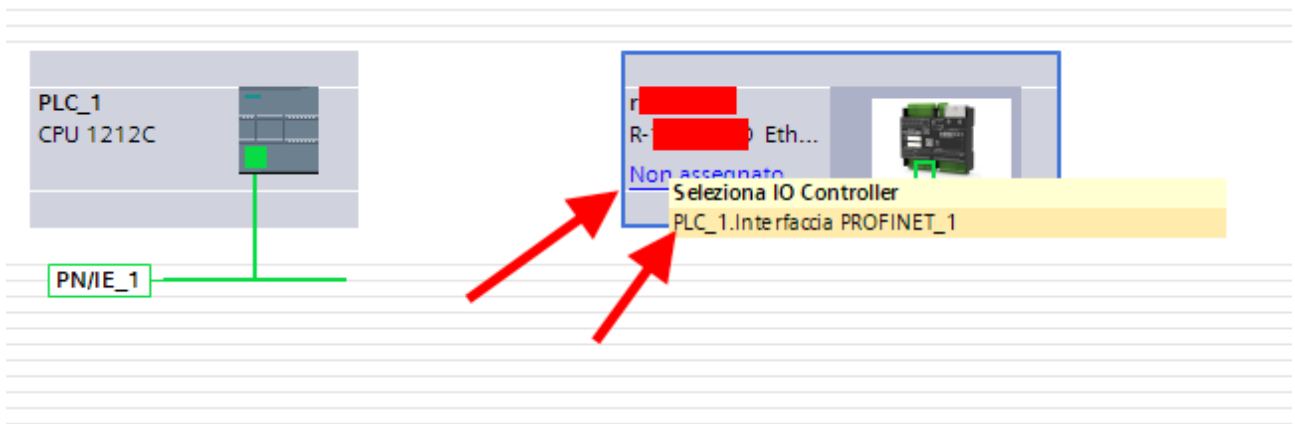 PLC_1
CPU 1212C
r
R- Eth...
Non assegnato
Seleziona IO Controller
PLC_1.Interfaccia PROFINET_1
PN/IE_1